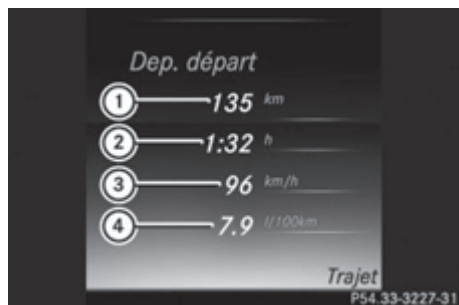 Dep. départ
1 135 km
2 1:32 h
3 96 km/h
4 7.9 l/100km
Trajet
P54.33-3227-31